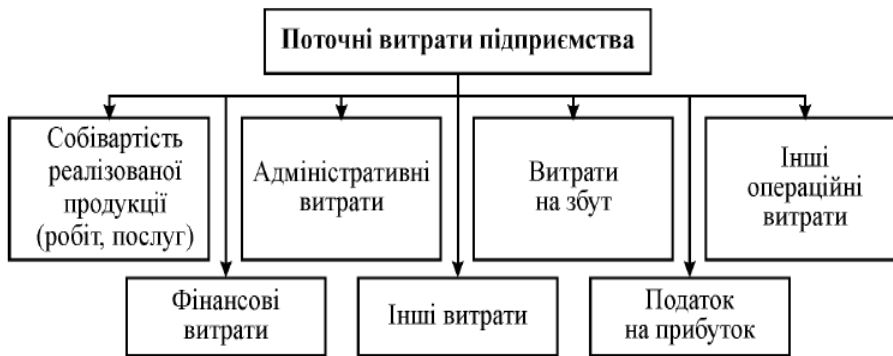 Поточні витрати підприємства
Собівартість
реалізованої
продукції
(робіт, послуг)
Адміністративні
витрати
Витрати
на збут
Інші
операційні
витрати
Фінансові
витрати
Інші витрати
Податок
на прибуток